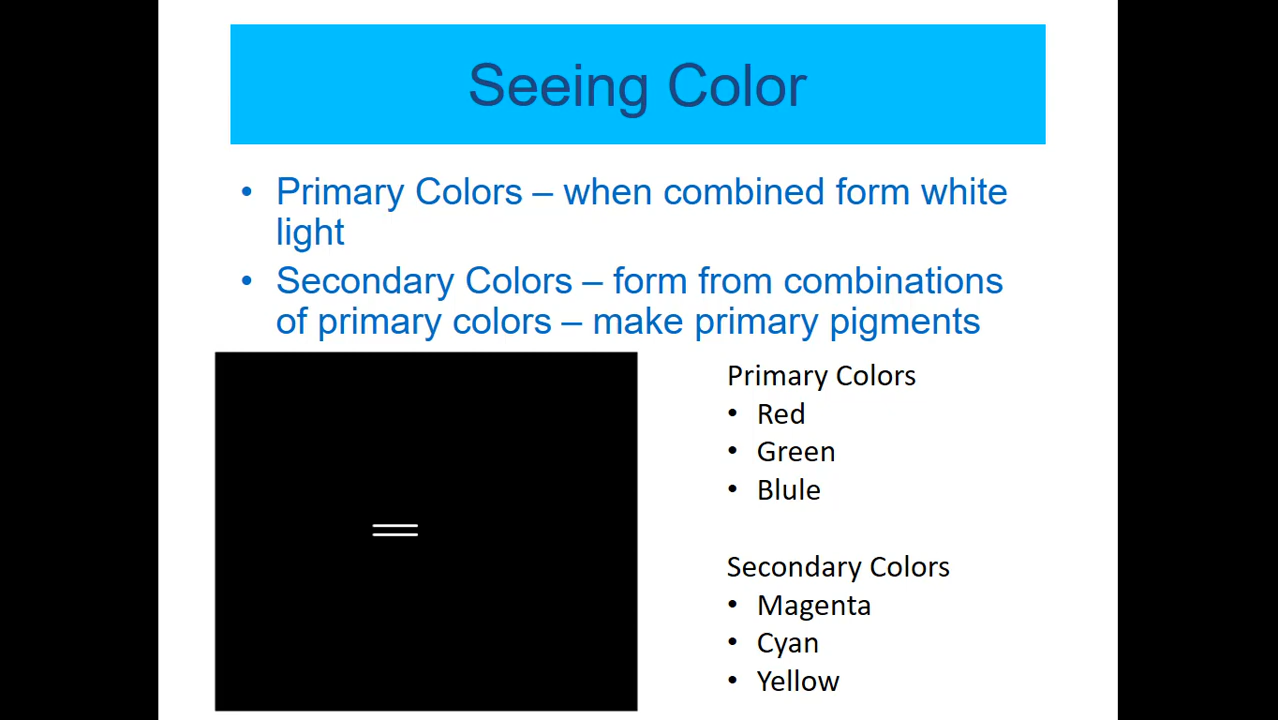 Seeing Color
• Primary Colors – when combined form white
light
• Secondary Colors – form from combinations
of primary colors – make primary pigments
=
Primary Colors
• Red
• Green
• Blule
Secondary Colors
• Magenta
• Cyan
• Yellow